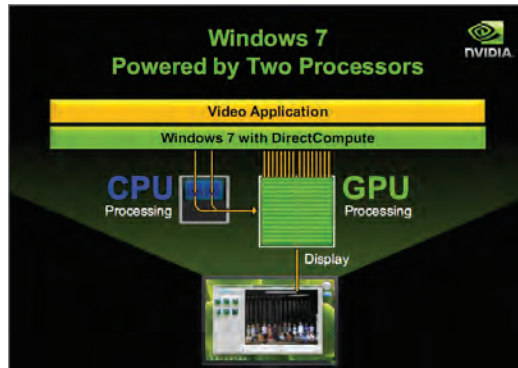 Windows 7
Powered by Two Processors
NVIDIA.
Video Application
Windows 7 with DirectCompute
CPU
Processing
GPU
Processing
Display